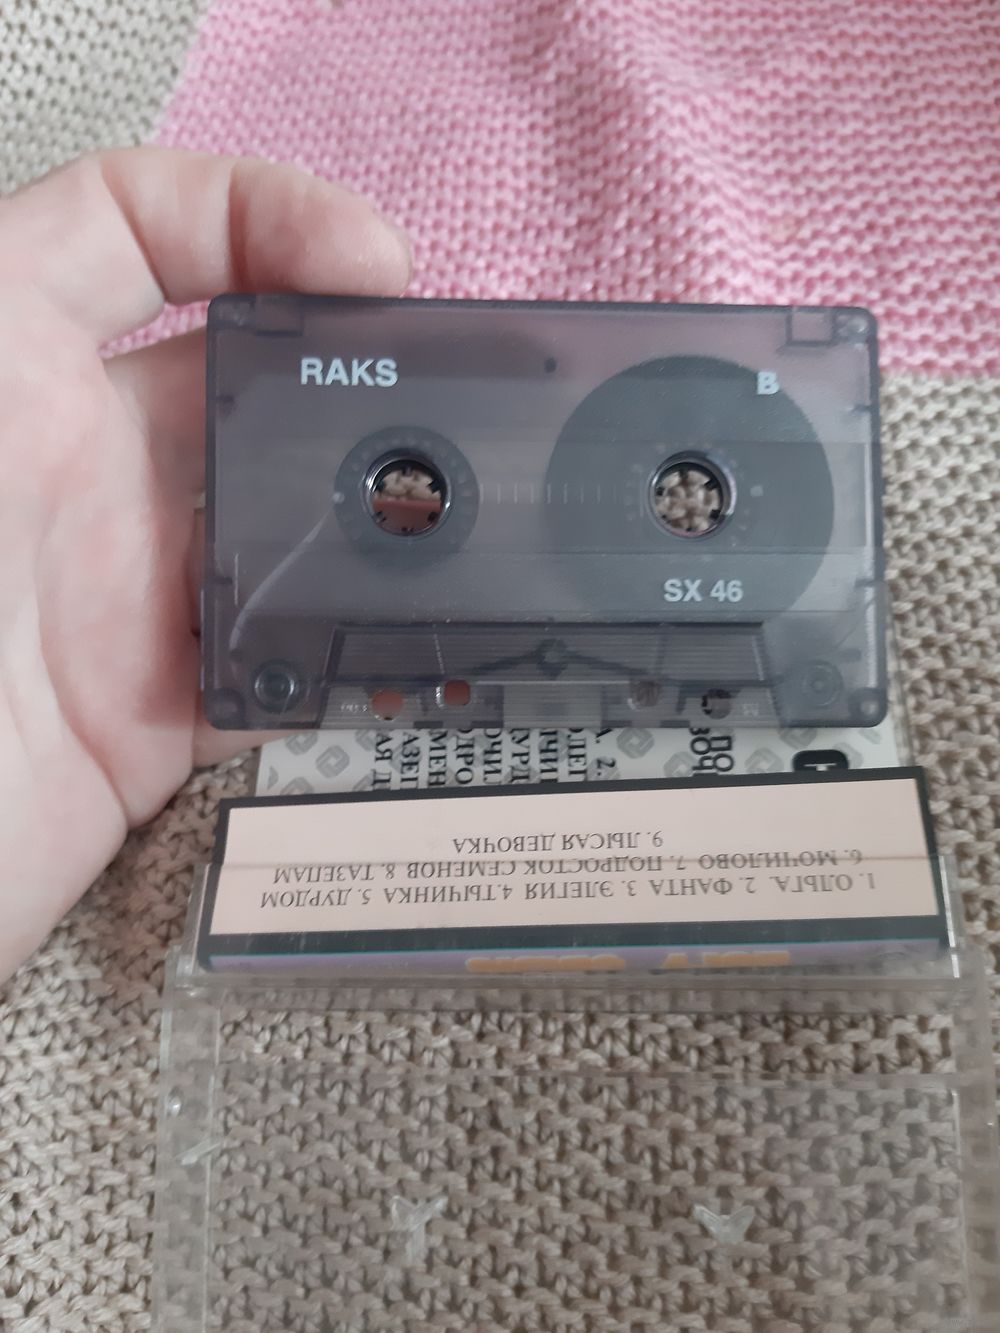 RAKS
B
SX 46
1. ОЛЬГА. 2. ФАНТА 3. ЭЛЕГИЯ 4.ТЫЧИНКА 5. ДУРДОМ
6. МОЧИЛОВО 7. ПОДРОСТОК СЕМЕНОВ 8. ТАЗЕПАМ
9. ЛЫСАЯ ДЕВОЧКА